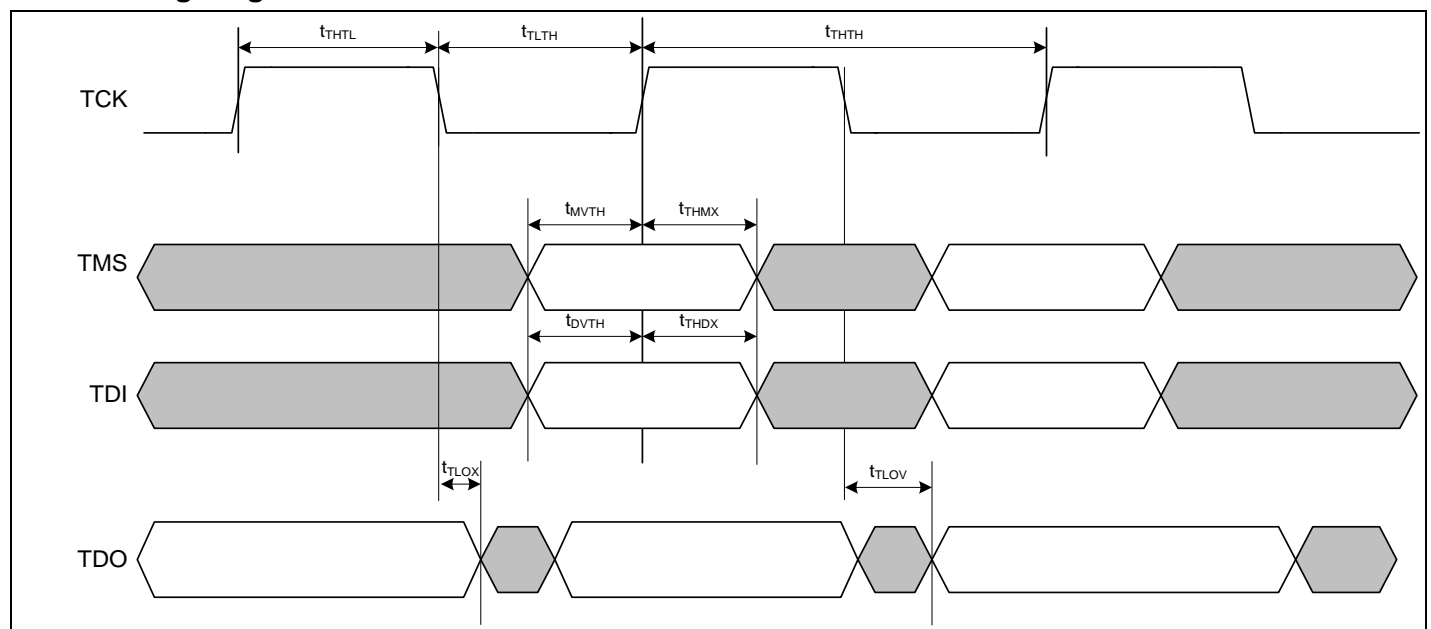 tTHTL tTLTH tTHTH
TCK
tMVTH tTHMX
TMS
tDVTH tTHDX
TDI
tTLOX tTLOV
TDO